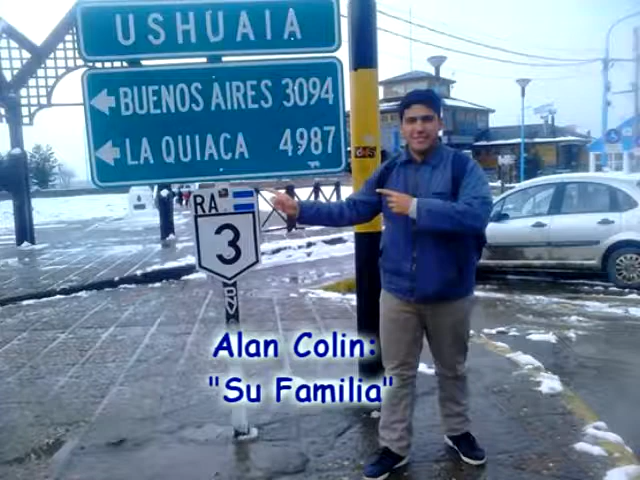 USHUAIA
BUENOS AIRES 3094
LA QUIACA 4987
RA
3
Alan Colin:
"Su Familia"